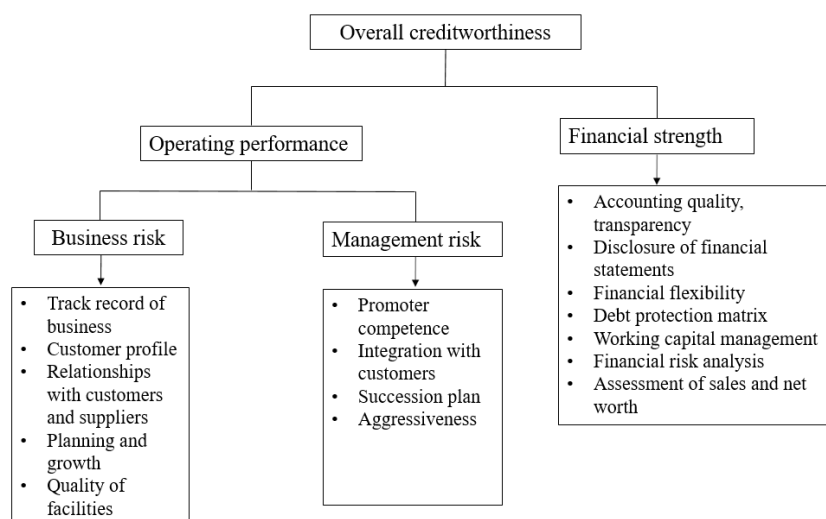 Overall creditworthiness
Operating performance
Financial strength
Business risk
Management risk
• Track record of
business
• Customer profile
• Relationships
with customers
and suppliers
• Planning and
growth
• Quality of
facilities
• Promoter
competence
• Integration with
customers
• Succession plan
• Aggressiveness
• Accounting quality,
transparency
• Disclosure of financial
statements
• Financial flexibility
• Debt protection matrix
• Working capital management
• Financial risk analysis
• Assessment of sales and net
worth